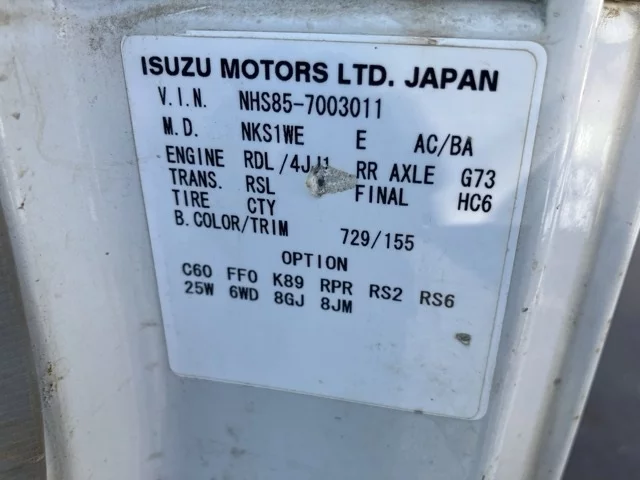 ISUZU MOTORS LTD. JAPAN
V.I.N. NHS85-7003011
M.D. NKS1WE E AC/BA
ENGINE RDL/4JJ1 RR AXLE G73
TRANS. RSL FINAL HC6
TIRE CTY
B.COLOR/TRIM 729/155
OPTION
C60 FF0 K89 RPR RS2 RS6
25W 6WD 8GJ 8JM